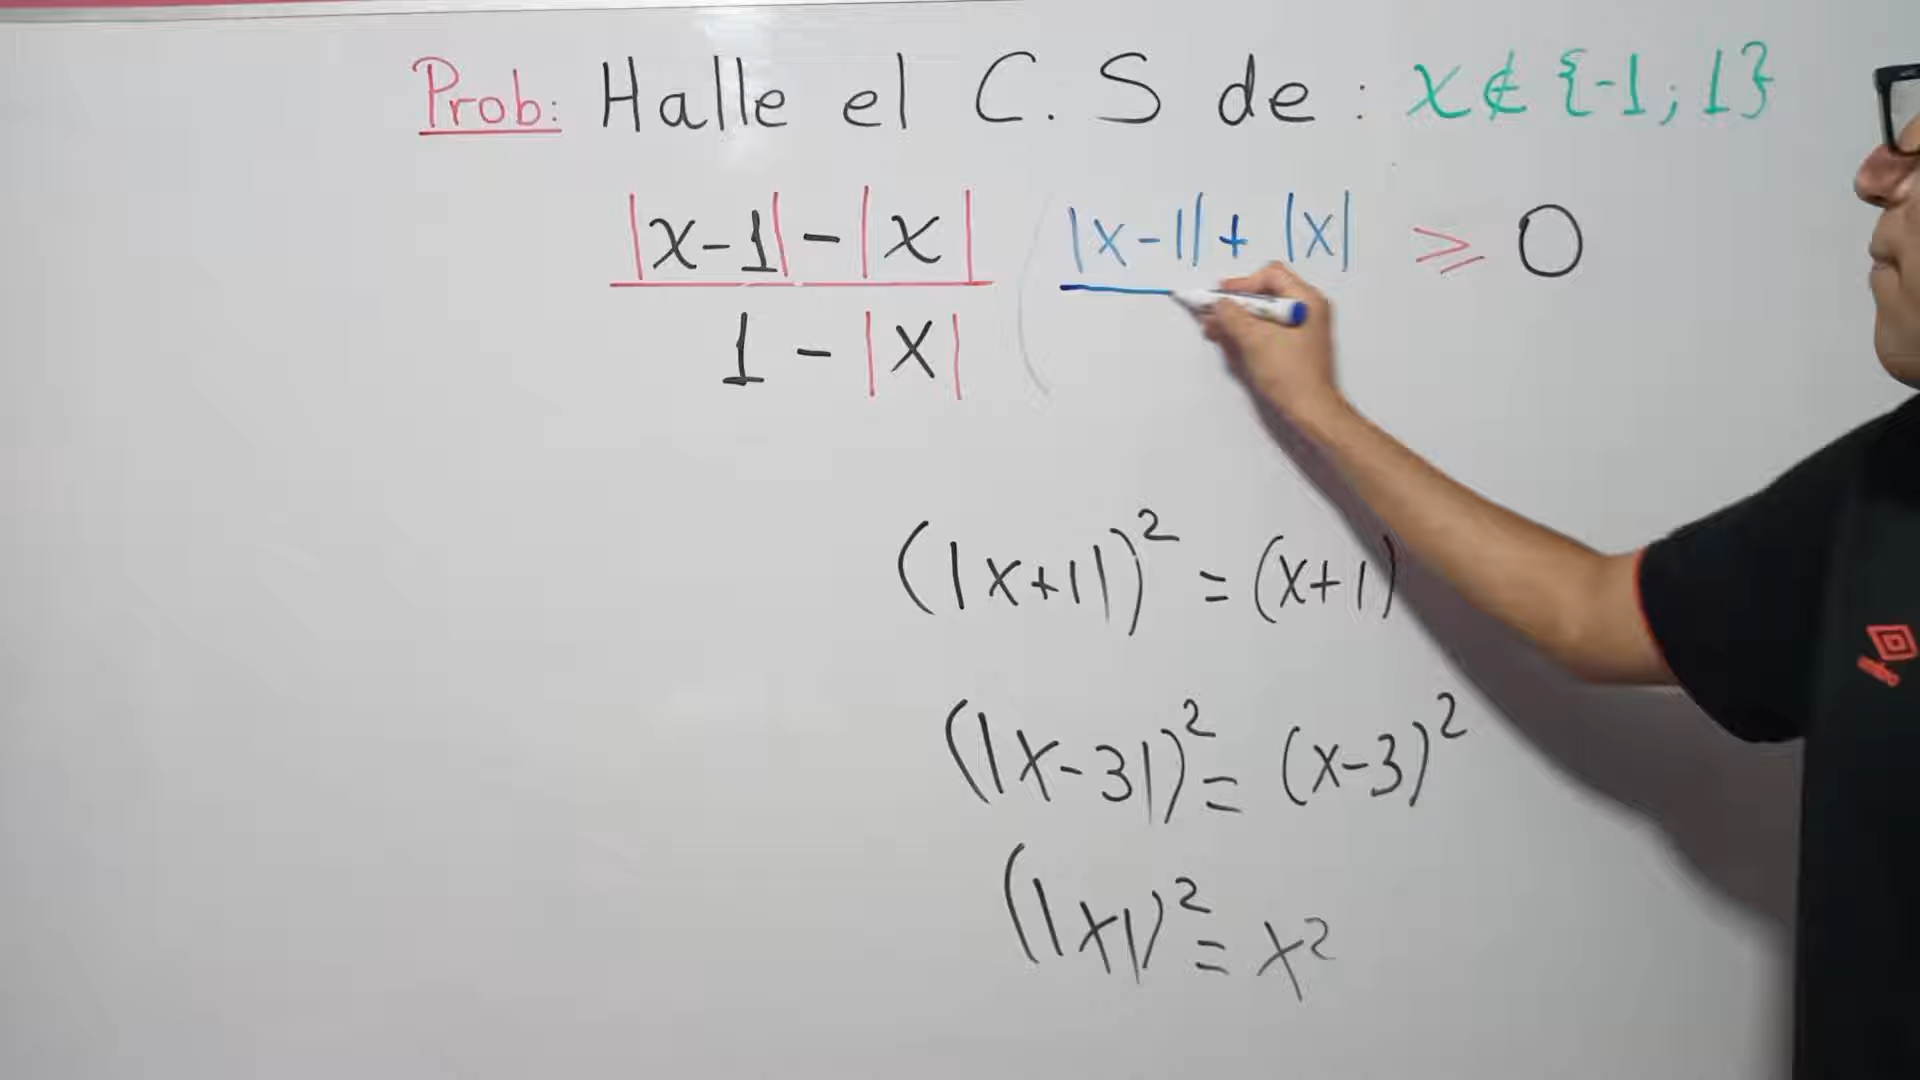 Prob: Halle el C.S de: x ∉ {-1; 1}
|x-1| - |x| |x-1| + |x| ≥ 0
1 - |x|
(|x+1|)² = (x+1)
(|x-3|)² = (x-3)²
(|x|)² = x²